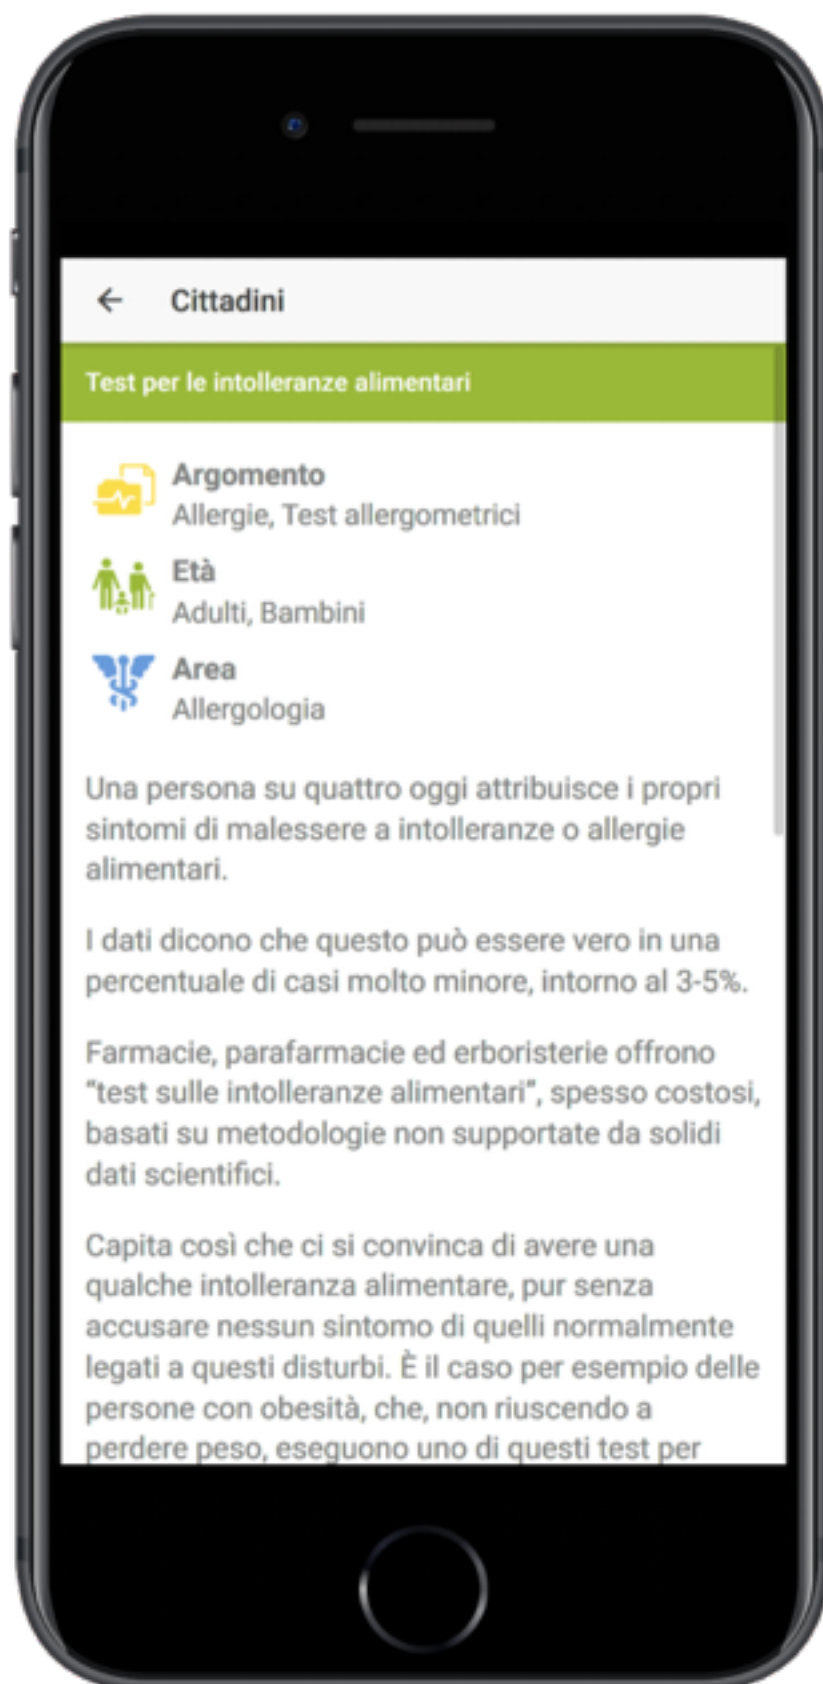 Cittadini
Test per le intolleranze alimentari
Argomento
Allergie, Test allergometrici
Età
Adulti, Bambini
Area
Allergologia
Una persona su quattro oggi attribuisce i propri
sintomi di malessere a intolleranze o allergie
alimentari.
I dati dicono che questo può essere vero in una
percentuale di casi molto minore, intorno al 3-5%.
Farmacie, parafarmacie ed erboristerie offrono
“test sulle intolleranze alimentari”, spesso costosi,
basati su metodologie non supportate da solidi
dati scientifici.
Capita così che ci si convinca di avere una
qualche intolleranza alimentare, pur senza
accusare nessun sintomo di quelli normalmente
legati a questi disturbi. È il caso per esempio delle
persone con obesità, che, non riuscendo a
perdere peso, eseguono uno di questi test per